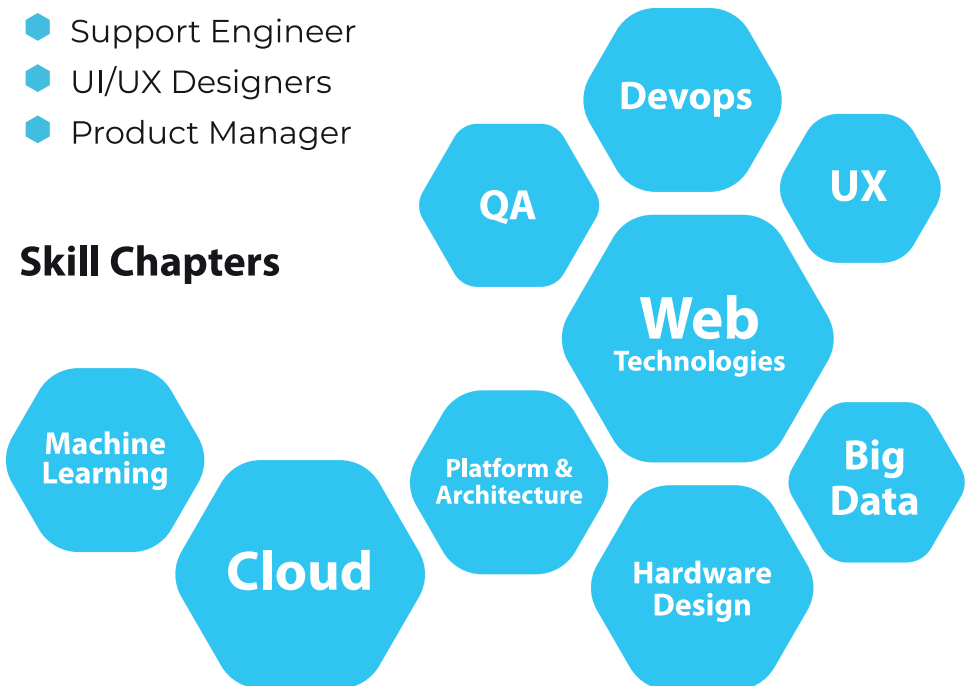 Support Engineer
UI/UX Designers
Product Manager
Devops
UX
QA
Skill Chapters
Web
Technologies
Machine
Learning
Platform &
Architecture
Big
Data
Cloud
Hardware
Design